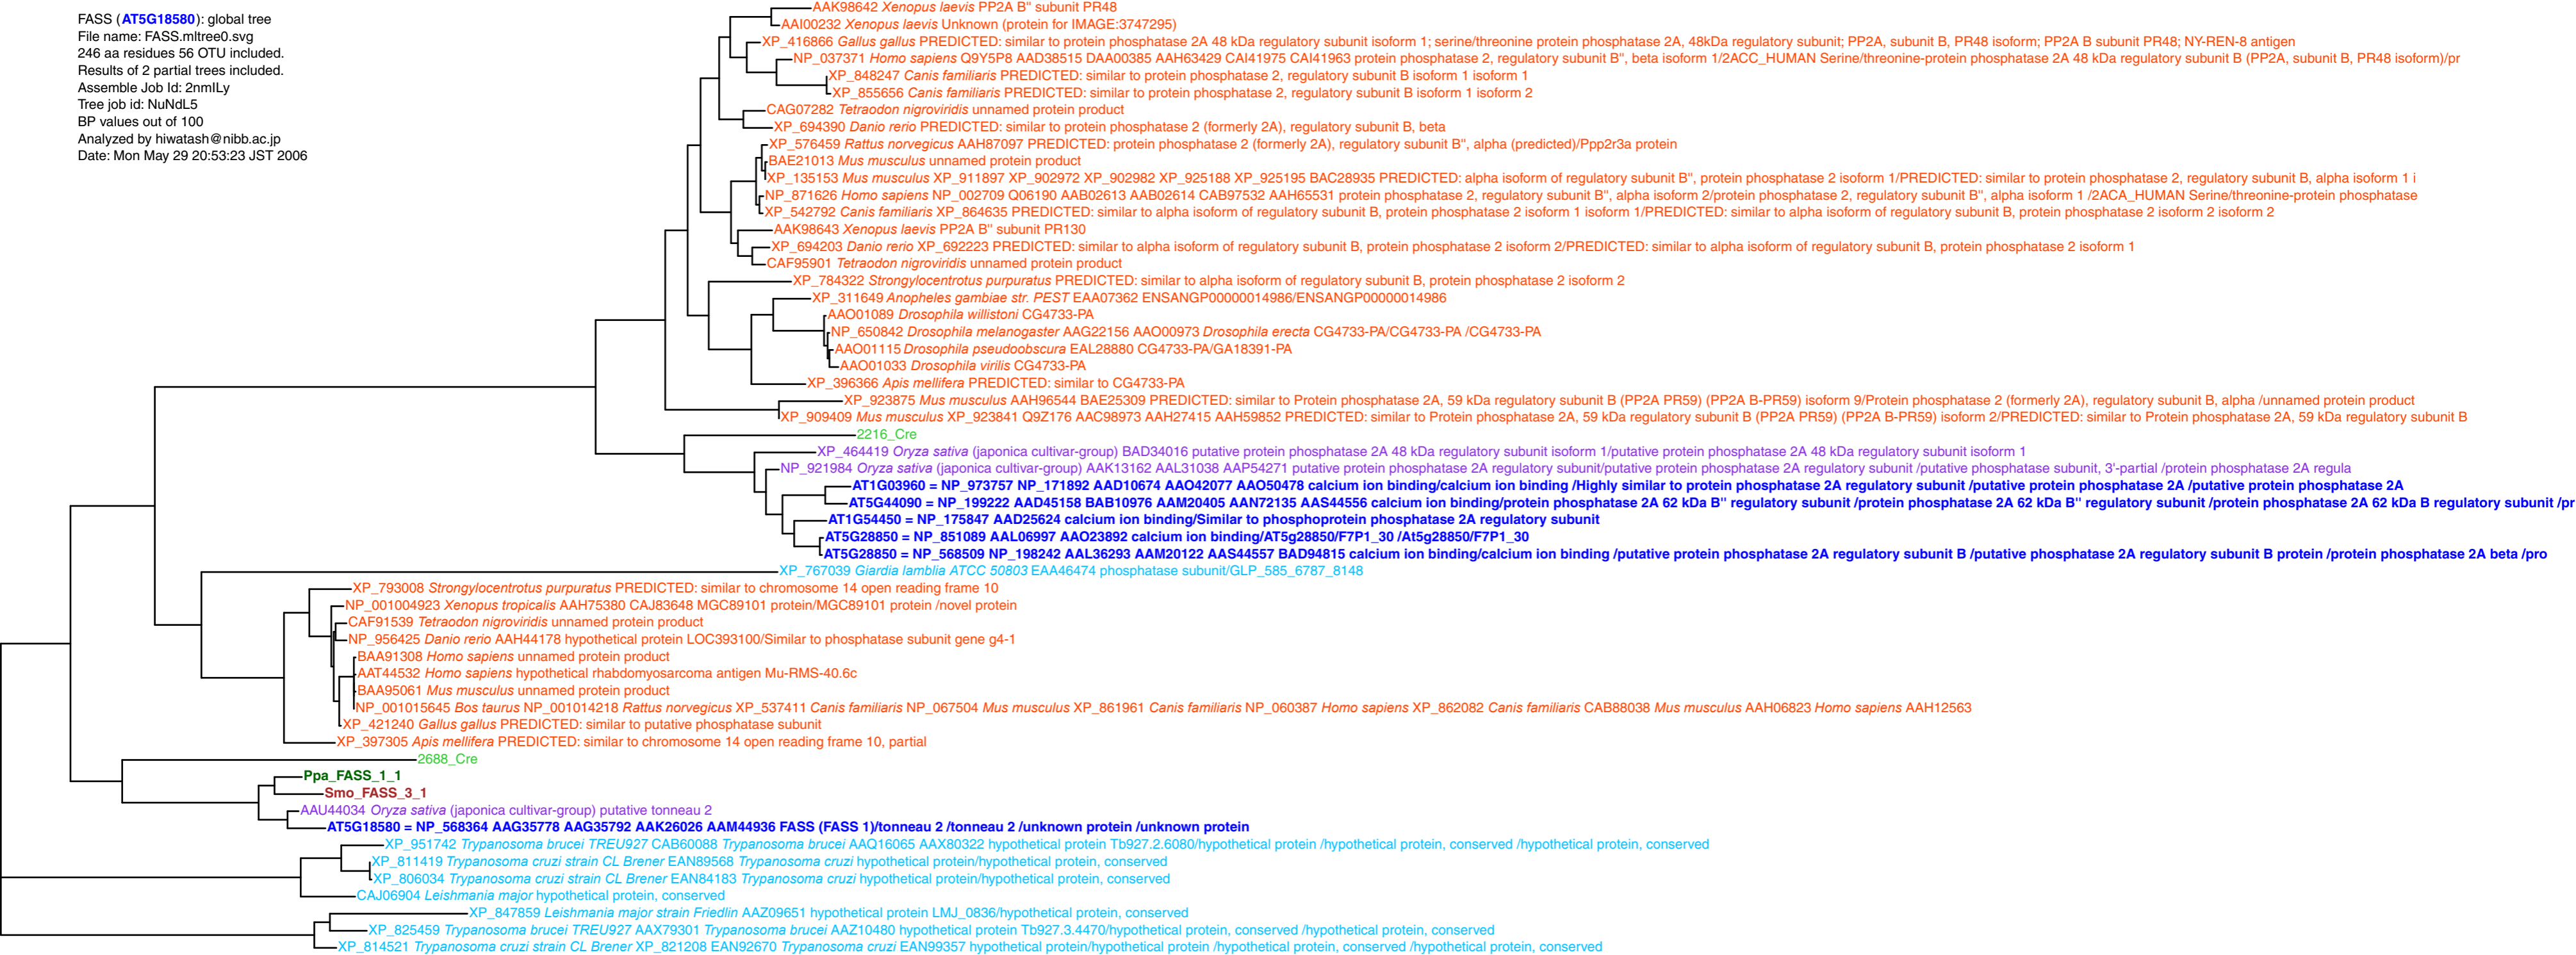 FASS (AT5G18580): global tree
File name: FASS.mltree0.svg
246 aa residues 56 OTU included.
Results of 2 partial trees included.
Assemble Job Id: 2nmILy
Tree job id: NuNdL5
BP values out of 100
Analyzed by hiwatash@nibb.ac.jp
Date: Mon May 29 20:53:23 JST 2006
AAK98642 Xenopus laevis PP2A B" subunit PR48
AAI00232 Xenopus laevis Unknown (protein for IMAGE:3747295)
XP_416866 Gallus gallus PREDICTED: similar to protein phosphatase 2A 48 kDa regulatory subunit isoform 1; serine/threonine protein phosphatase 2A, 48kDa regulatory subunit; PP2A, subunit B, PR48 isoform; PP2A B subunit PR48; NY-REN-8 antigen
NP_037371 Homo sapiens Q9Y5P8 AAD38515 DAA00385 AAH63429 CAI41975 CAI41963 protein phosphatase 2, regulatory subunit B", beta isoform 1/2ACC_HUMAN Serine/threonine-protein phosphatase 2A 48 kDa regulatory subunit B (PP2A, subunit B, PR48 isoform)/pr
XP_848247 Canis familiaris PREDICTED: similar to protein phosphatase 2, regulatory subunit B isoform 1 isoform 1
XP_855656 Canis familiaris PREDICTED: similar to protein phosphatase 2, regulatory subunit B isoform 1 isoform 2
CAG07282 Tetraodon nigroviridis unnamed protein product
XP_694390 Danio rerio PREDICTED: similar to protein phosphatase 2 (formerly 2A), regulatory subunit B, beta
XP_576459 Rattus norvegicus AAH87097 PREDICTED: protein phosphatase 2 (formerly 2A), regulatory subunit B", alpha (predicted)/Ppp2r3a protein
BAE21013 Mus musculus unnamed protein product
XP_135153 Mus musculus XP_911897 XP_902972 XP_902982 XP_925188 XP_925195 BAC28935 PREDICTED: alpha isoform of regulatory subunit B", protein phosphatase 2 isoform 1/PREDICTED: similar to protein phosphatase 2, regulatory subunit B, alpha isoform 1 i
NP_871626 Homo sapiens NP_002709 Q06190 AAB02613 AAB02614 CAB97532 AAH65531 protein phosphatase 2, regulatory subunit B", alpha isoform 2/protein phosphatase 2, regulatory subunit B", alpha isoform 1 /2ACA_HUMAN Serine/threonine-protein phosphatase
XP_542792 Canis familiaris XP_864635 PREDICTED: similar to alpha isoform of regulatory subunit B, protein phosphatase 2 isoform 1 isoform 1/PREDICTED: similar to alpha isoform of regulatory subunit B, protein phosphatase 2 isoform 2 isoform 2
AAK98643 Xenopus laevis PP2A B" subunit PR130
XP_694203 Danio rerio XP_692223 PREDICTED: similar to alpha isoform of regulatory subunit B, protein phosphatase 2 isoform 2/PREDICTED: similar to alpha isoform of regulatory subunit B, protein phosphatase 2 isoform 1
CAF95901 Tetraodon nigroviridis unnamed protein product
XP_784322 Strongylocentrotus purpuratus PREDICTED: similar to alpha isoform of regulatory subunit B, protein phosphatase 2 isoform 2
XP_311649 Anopheles gambiae str. PEST EAA07362 ENSANGP00000014986/ENSANGP00000014986
AAO01089 Drosophila willistoni CG4733-PA
NP_650842 Drosophila melanogaster AAG22156 AAO00973 Drosophila erecta CG4733-PA/CG4733-PA /CG4733-PA
AAO01115 Drosophila pseudoobscura EAL28880 CG4733-PA/GA18391-PA
AAO01033 Drosophila virilis CG4733-PA
XP_396366 Apis mellifera PREDICTED: similar to CG4733-PA
XP_923875 Mus musculus AAH96544 BAE25309 PREDICTED: similar to Protein phosphatase 2A, 59 kDa regulatory subunit B (PP2A PR59) (PP2A B-PR59) isoform 9/Protein phosphatase 2 (formerly 2A), regulatory subunit B, alpha /unnamed protein product
XP_909409 Mus musculus XP_923841 Q9Z176 AAC98973 AAH27415 AAH59852 PREDICTED: similar to Protein phosphatase 2A, 59 kDa regulatory subunit B (PP2A PR59) (PP2A B-PR59) isoform 2/PREDICTED: similar to Protein phosphatase 2A, 59 kDa regulatory subunit B
2216_Cre
XP_464419 Oryza sativa (japonica cultivar-group) BAD34016 putative protein phosphatase 2A 48 kDa regulatory subunit isoform 1/putative protein phosphatase 2A 48 kDa regulatory subunit isoform 1
NP_921984 Oryza sativa (japonica cultivar-group) AAK13162 AAL31038 AAP54271 putative protein phosphatase 2A regulatory subunit/putative protein phosphatase 2A regulatory subunit /putative phosphatase subunit, 3'-partial /protein phosphatase 2A regula
AT1G03960 = NP_973757 NP_171892 AAD10674 AAO42077 AAO50478 calcium ion binding/calcium ion binding /Highly similar to protein phosphatase 2A regulatory subunit /putative protein phosphatase 2A /putative protein phosphatase 2A
AT5G44090 = NP_199222 AAD45158 BAB10976 AAM20405 AAN72135 AAS44556 calcium ion binding/protein phosphatase 2A 62 kDa B" regulatory subunit /protein phosphatase 2A 62 kDa B" regulatory subunit /protein phosphatase 2A 62 kDa B regulatory subunit /pr
AT1G54450 = NP_175847 AAD25624 calcium ion binding/Similar to phosphoprotein phosphatase 2A regulatory subunit
AT5G28850 = NP_851089 AAL06997 AAO23892 calcium ion binding/AT5g28850/F7P1_30 /At5g28850/F7P1_30
AT5G28850 = NP_568509 NP_198242 AAL36293 AAM20122 AAS44557 BAD94815 calcium ion binding/calcium ion binding /putative protein phosphatase 2A regulatory subunit B /putative phosphatase 2A regulatory subunit B protein /protein phosphatase 2A beta /pro
XP_767039 Giardia lamblia ATCC 50803 EAA46474 phosphatase subunit/GLP_585_6787_8148
XP_793008 Strongylocentrotus purpuratus PREDICTED: similar to chromosome 14 open reading frame 10
NP_001004923 Xenopus tropicalis AAH75380 CAJ83648 MGC89101 protein/MGC89101 protein /novel protein
CAF91539 Tetraodon nigroviridis unnamed protein product
NP_956425 Danio rerio AAH44178 hypothetical protein LOC393100/Similar to phosphatase subunit gene g4-1
BAA91308 Homo sapiens unnamed protein product
AAT44532 Homo sapiens hypothetical rhabdomyosarcoma antigen Mu-RMS-40.6c
BAA95061 Mus musculus unnamed protein product
NP_001015645 Bos taurus NP_001014218 Rattus norvegicus XP_537411 Canis familiaris NP_067504 Mus musculus XP_861961 Canis familiaris NP_060387 Homo sapiens XP_862082 Canis familiaris CAB88038 Mus musculus AAH06823 Homo sapiens AAH12563
XP_421240 Gallus gallus PREDICTED: similar to putative phosphatase subunit
XP_397305 Apis mellifera PREDICTED: similar to chromosome 14 open reading frame 10, partial
2688_Cre
Ppa_FASS_1_1
Smo_FASS_3_1
AAU44034 Oryza sativa (japonica cultivar-group) putative tonneau 2
AT5G18580 = NP_568364 AAG35778 AAG35792 AAK26026 AAM44936 FASS (FASS 1)/tonneau 2 /tonneau 2 /unknown protein /unknown protein
XP_951742 Trypanosoma brucei TREU927 CAB60088 Trypanosoma brucei AAQ16065 AAX80322 hypothetical protein Tb927.2.6080/hypothetical protein /hypothetical protein, conserved /hypothetical protein, conserved
XP_811419 Trypanosoma cruzi strain CL Brener EAN89568 Trypanosoma cruzi hypothetical protein/hypothetical protein, conserved
XP_806034 Trypanosoma cruzi strain CL Brener EAN84183 Trypanosoma cruzi hypothetical protein/hypothetical protein, conserved
CAJ06904 Leishmania major hypothetical protein, conserved
XP_847859 Leishmania major strain Friedlin AAZ09651 hypothetical protein LMJ_0836/hypothetical protein, conserved
XP_825459 Trypanosoma brucei TREU927 AAX79301 Trypanosoma brucei AAZ10480 hypothetical protein Tb927.3.4470/hypothetical protein, conserved /hypothetical protein, conserved
XP_814521 Trypanosoma cruzi strain CL Brener XP_821208 EAN92670 Trypanosoma cruzi EAN99357 hypothetical protein/hypothetical protein /hypothetical protein, conserved /hypothetical protein, conserved